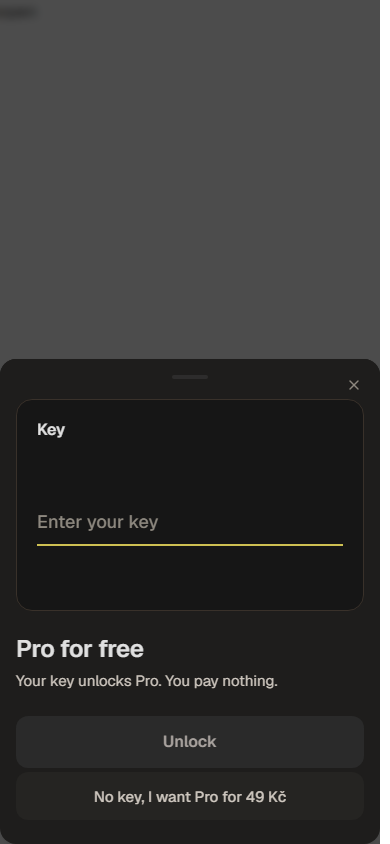 Key
Enter your key
Pro for free
Your key unlocks Pro. You pay nothing.
Unlock
No key, I want Pro for 49 Kč